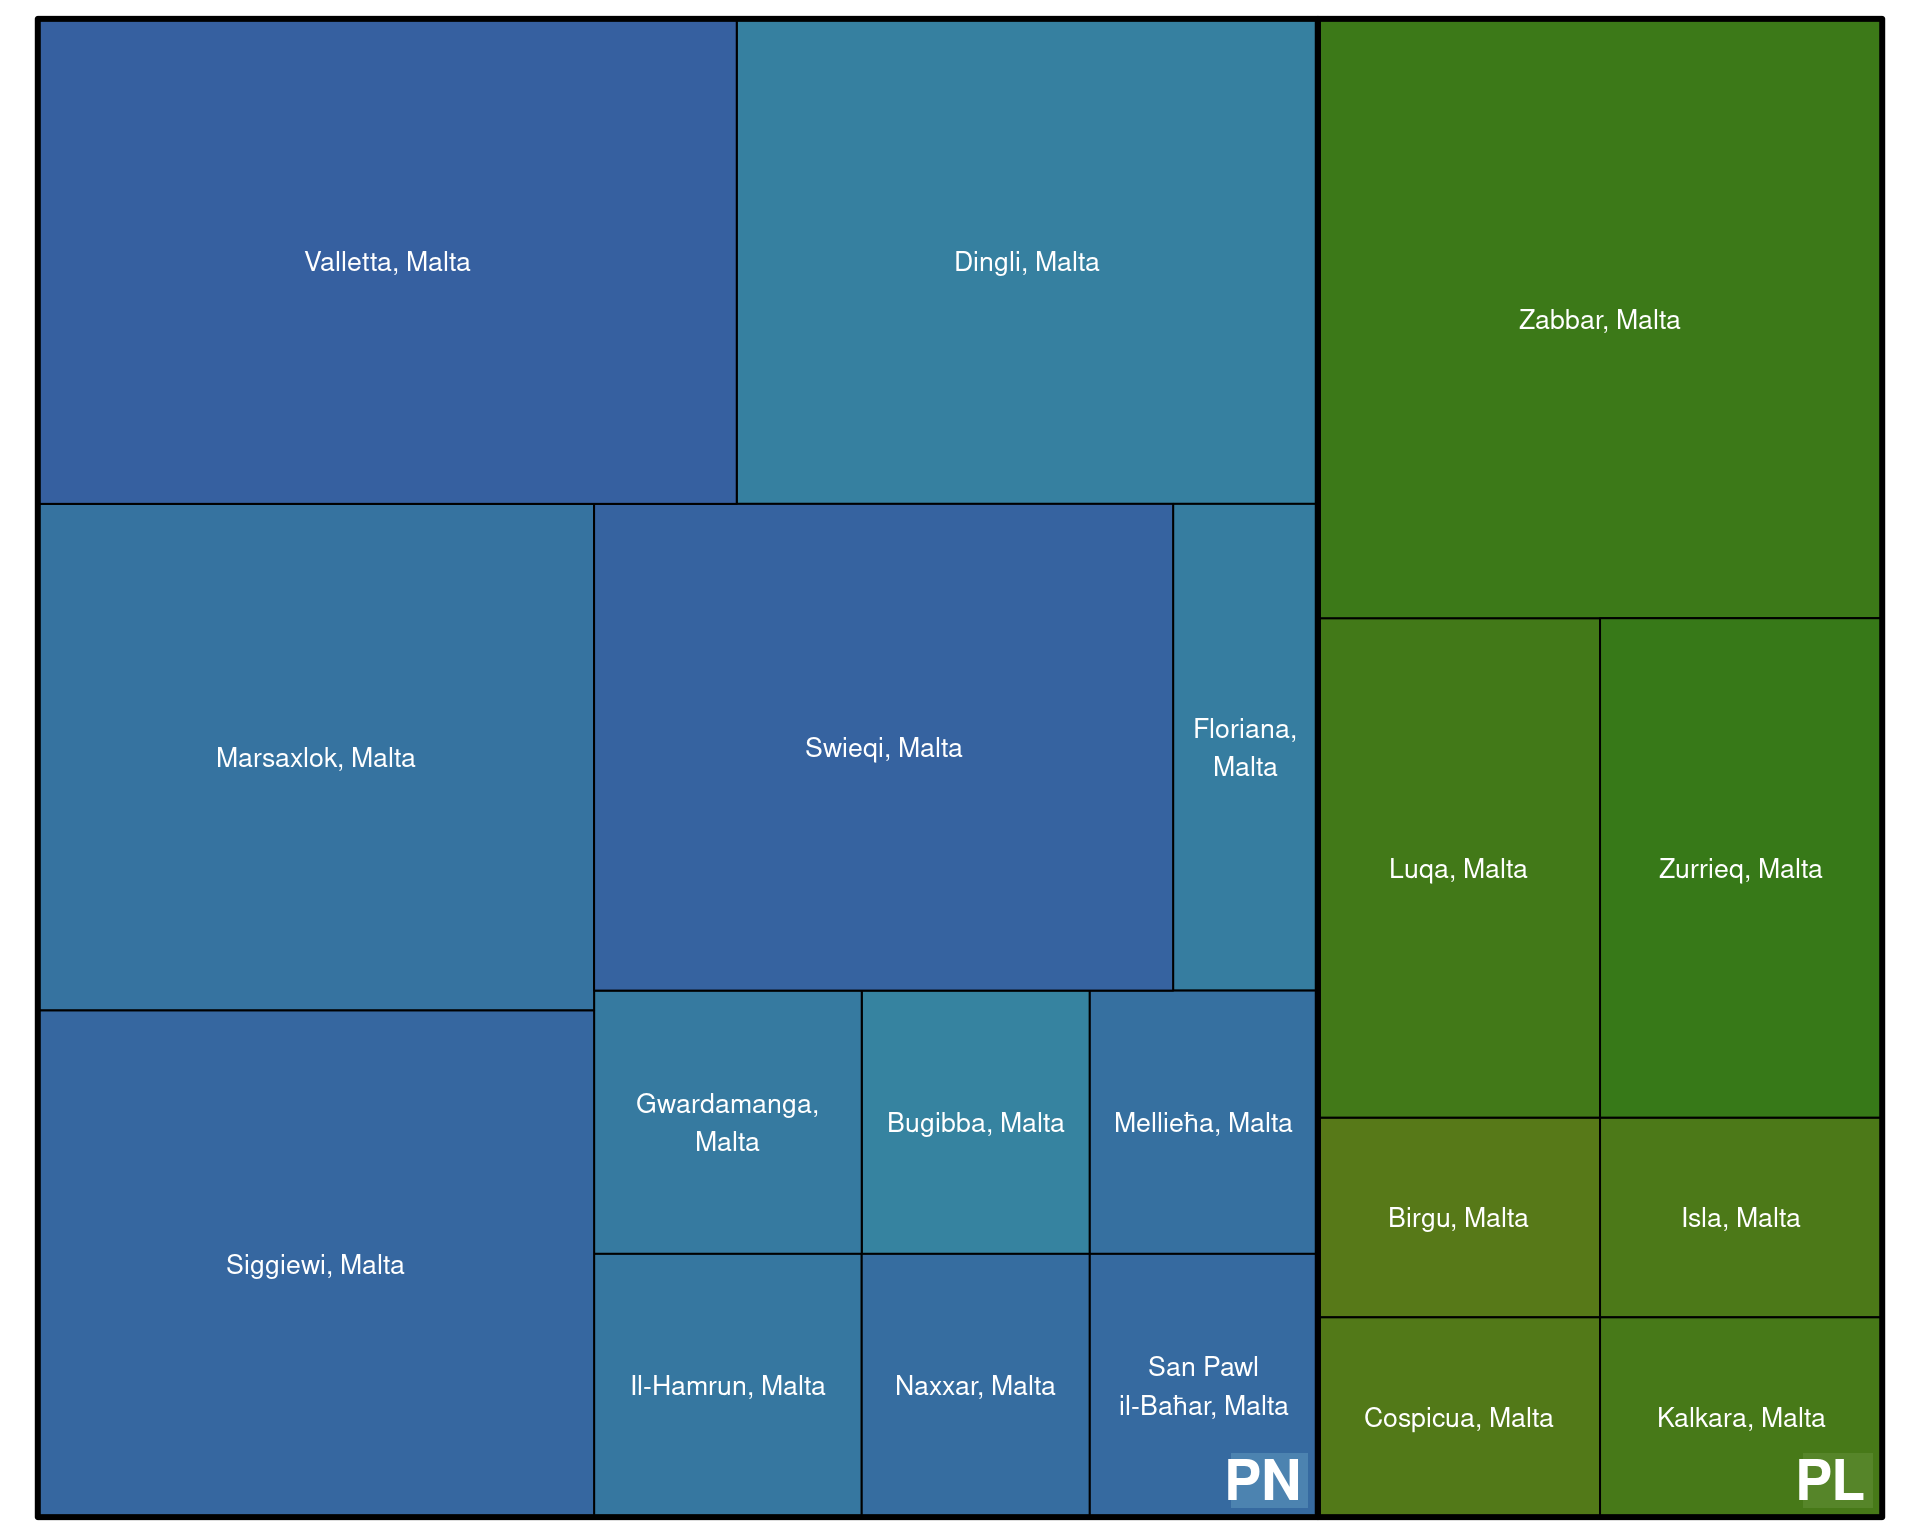 Valletta, Malta
Dingli, Malta
Zabbar, Malta
Marsaxlok, Malta
Swieqi, Malta
Floriana,
Malta
Luqa, Malta
Zurrieq, Malta
Siggiewi, Malta
Gwardamanga,
Malta
Bugibba, Malta
Mellieħa, Malta
Birgu, Malta
Isla, Malta
Il-Hamrun, Malta
Naxxar, Malta
San Pawl
il-Baħar, Malta
Cospicua, Malta
Kalkara, Malta
PN
PL